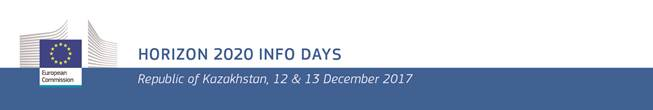 European
Commission
HORIZON 2020 INFO DAYS
Republic of Kazakhstan, 12 & 13 December 2017